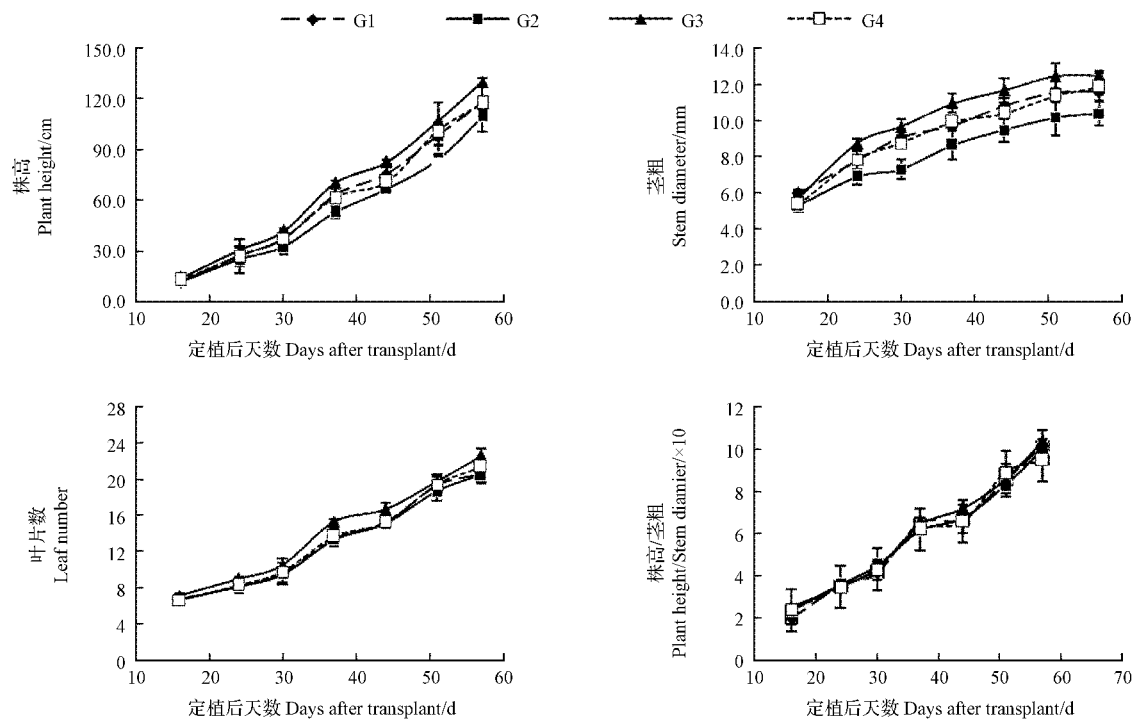 G1 G2 G3 G4
150.0
120.0
90.0
60.0
30.0
0.0
株高
Plant height/cm
10 20 30 40 50 60
定植后天数 Days after transplant/d
14.0
12.0
10.0
8.0
6.0
4.0
2.0
0.0
茎粗
Stem diameter/mm
10 20 30 40 50 60
定植后天数 Days after transplant/d
28
24
20
16
12
8
4
0
叶片数
Leaf number
10 20 30 40 50 60
定植后天数 Days after transplant/d
12
10
8
6
4
2
0
株高/茎粗
Plant height/Stem diamier/×10
10 20 30 40 50 60 70
定植后天数 Days after transplant/d